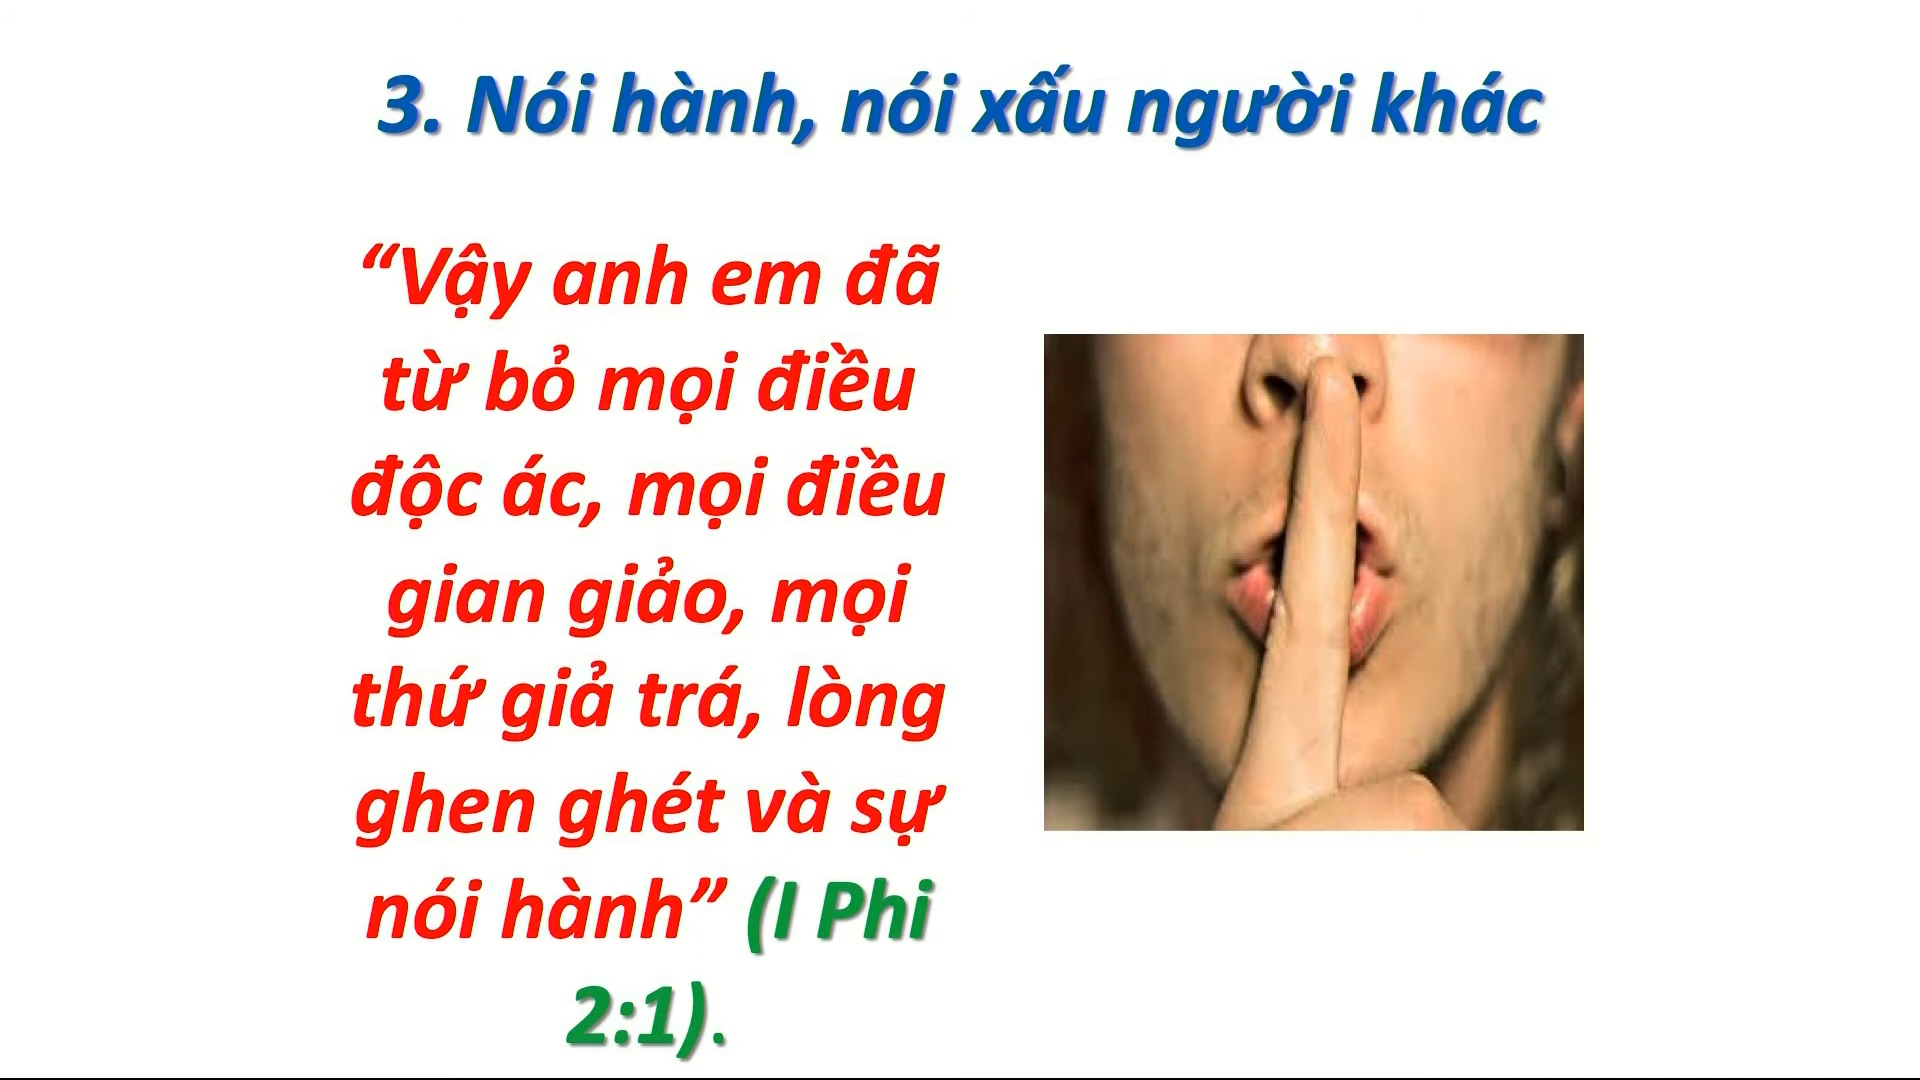 3. Nói hành, nói xấu người khác
“Vậy anh em đã
từ bỏ mọi điều
độc ác, mọi điều
gian giảo, mọi
thứ giả trá, lòng
ghen ghét và sự
nói hành” (I Phi
2:1).